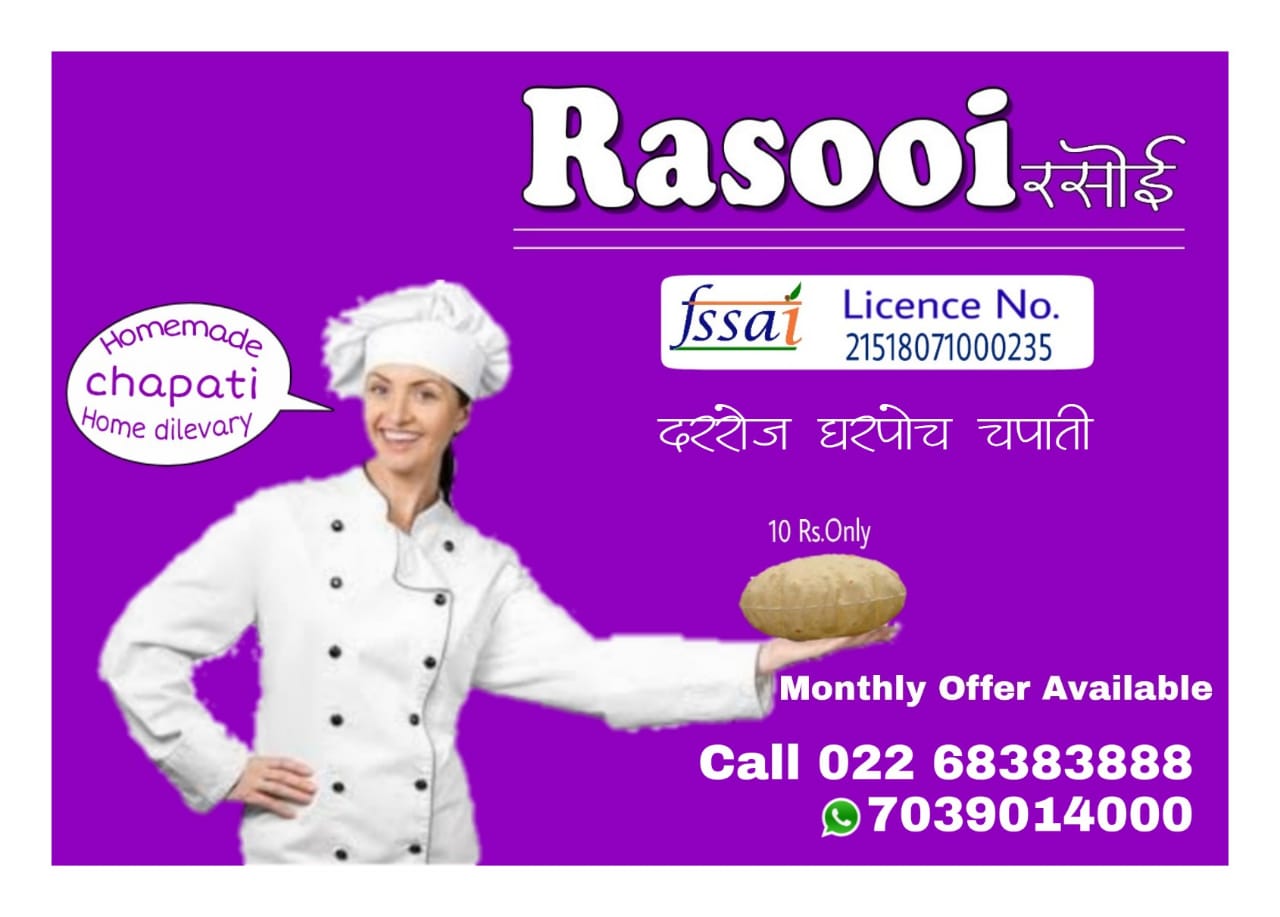 Rasooi रसोई
fssai
Licence No.
21518071000235
Homemade
chapati
Home dilevary
दररोज घरपोच चपाती
10 Rs.Only
Monthly Offer Available
Call 022 68383888
7039014000